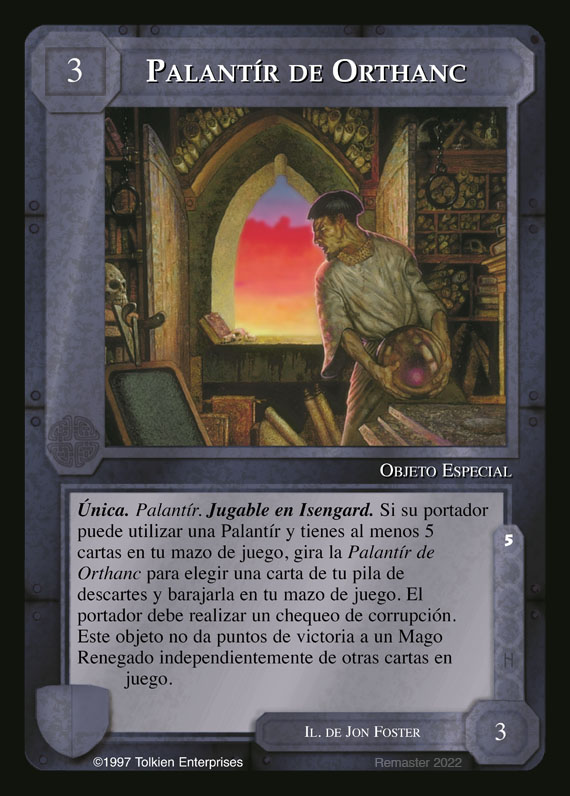 3
Palantír de Orthanc
Objeto Especial
Única. Palantír. Jugable en Isengard. Si su portador
puede utilizar una Palantír y tienes al menos 5
cartas en tu mazo de juego, gira la Palantír de
Orthanc para elegir una carta de tu pila de
descartes y barajarla en tu mazo de juego. El
portador debe realizar un chequeo de corrupción.
Este objeto no da puntos de victoria a un Mago
Renegado independientemente de otras cartas en
juego.
5
H
Il. de Jon Foster
3
©1997 Tolkien Enterprises
Remaster 2022